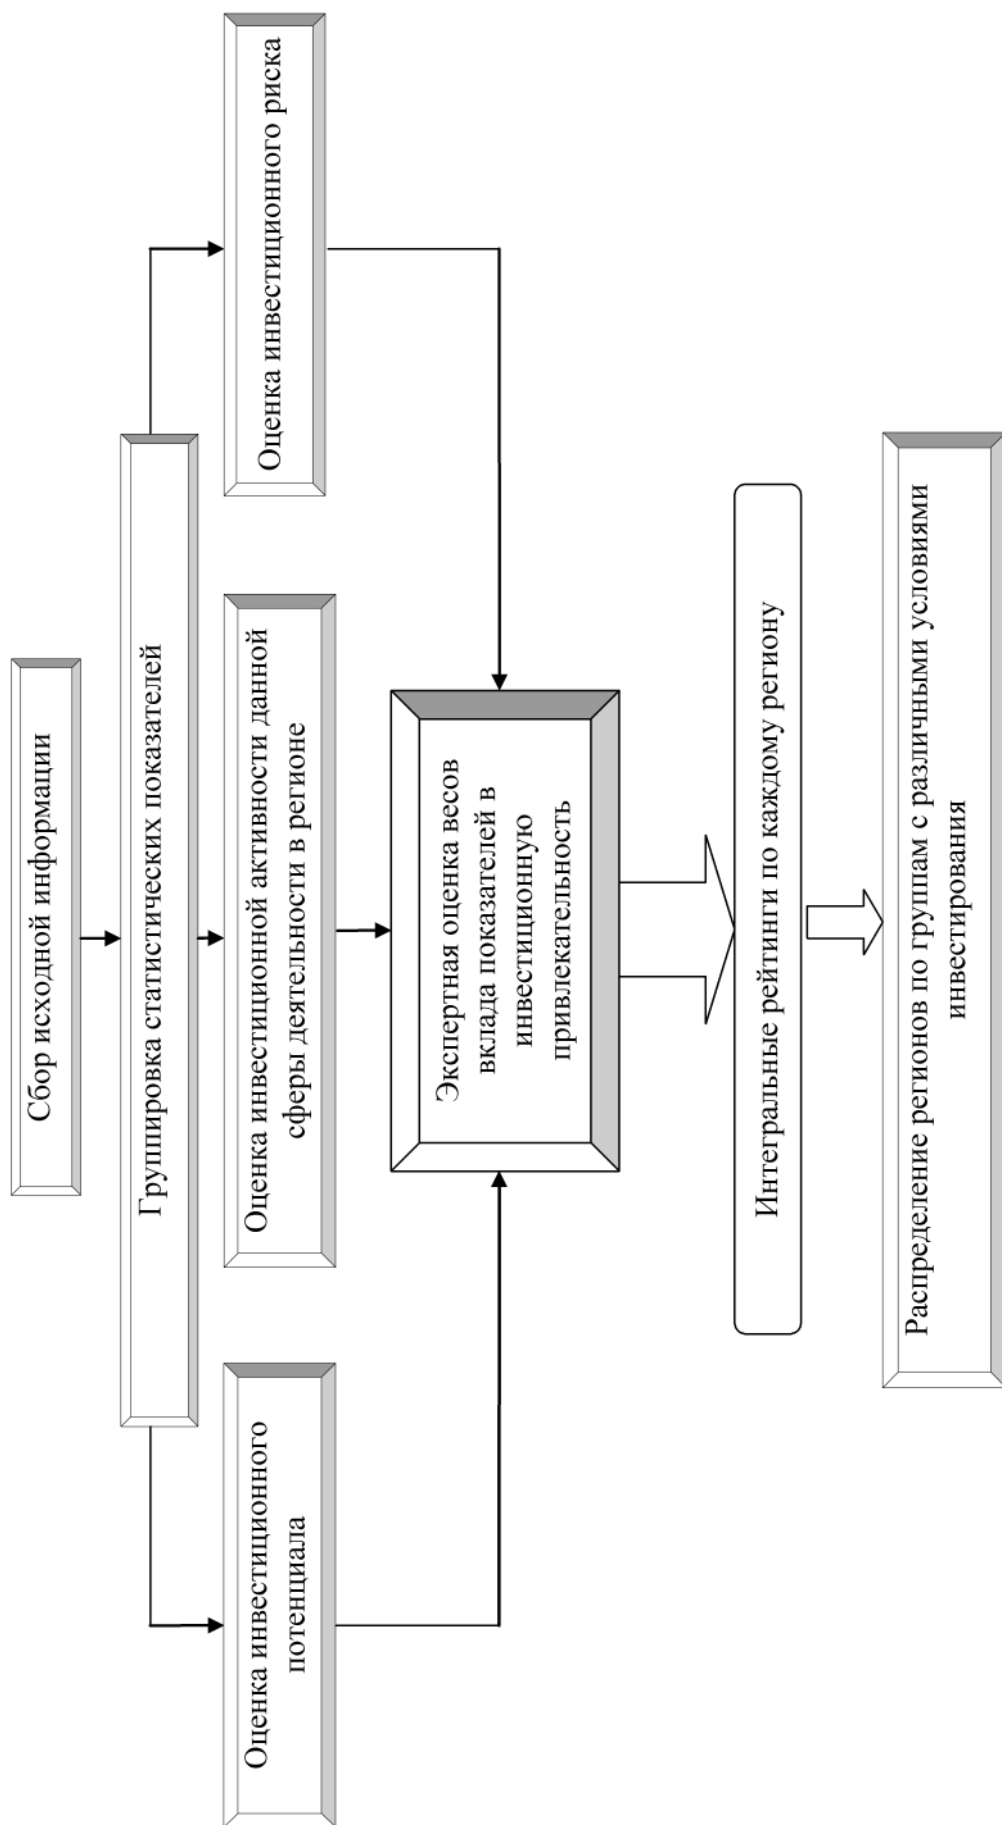 Сбор исходной информации
Группировка статистических показателей
Оценка инвестиционного
потенциала
Оценка инвестиционной активности данной
сферы деятельности в регионе
Оценка инвестиционного риска
Экспертная оценка весов
вклада показателей в
инвестиционную
привлекательность
Интегральные рейтинги по каждому региону
Распределение регионов по группам с различными условиями
инвестирования